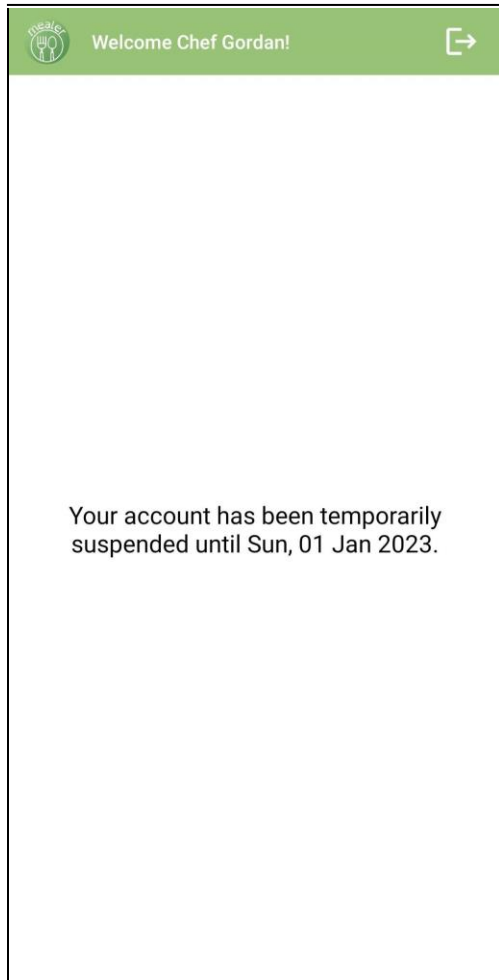 mealer
Welcome Chef Gordan!
Your account has been temporarily
suspended until Sun, 01 Jan 2023.